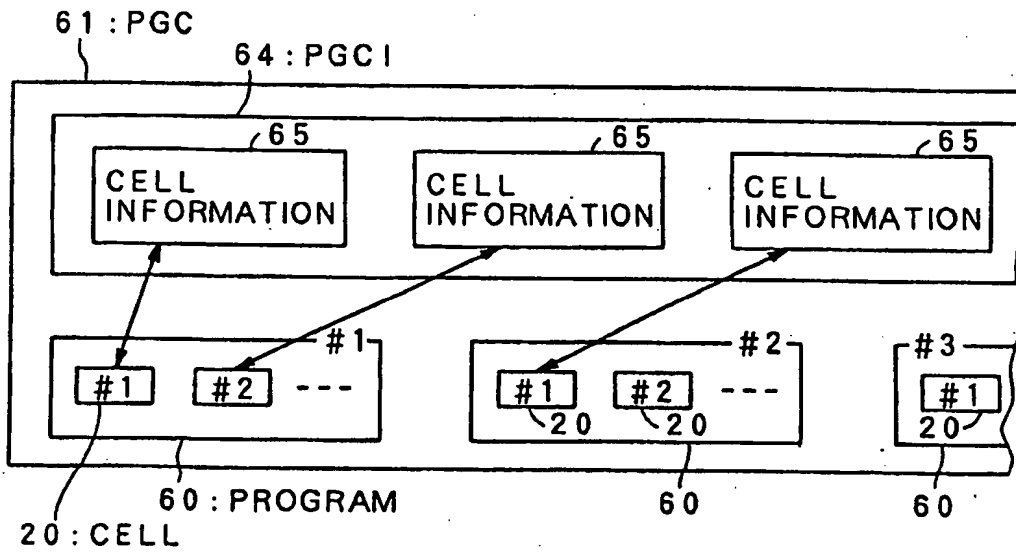 61:PGC
64:PGCI
65 65 65
CELL INFORMATION
CELL INFORMATION
CELL INFORMATION
#1 #2 #3
#1 #2 --- #1 #2 --- #1
20 20 20
60:PROGRAM 60 60
20:CELL